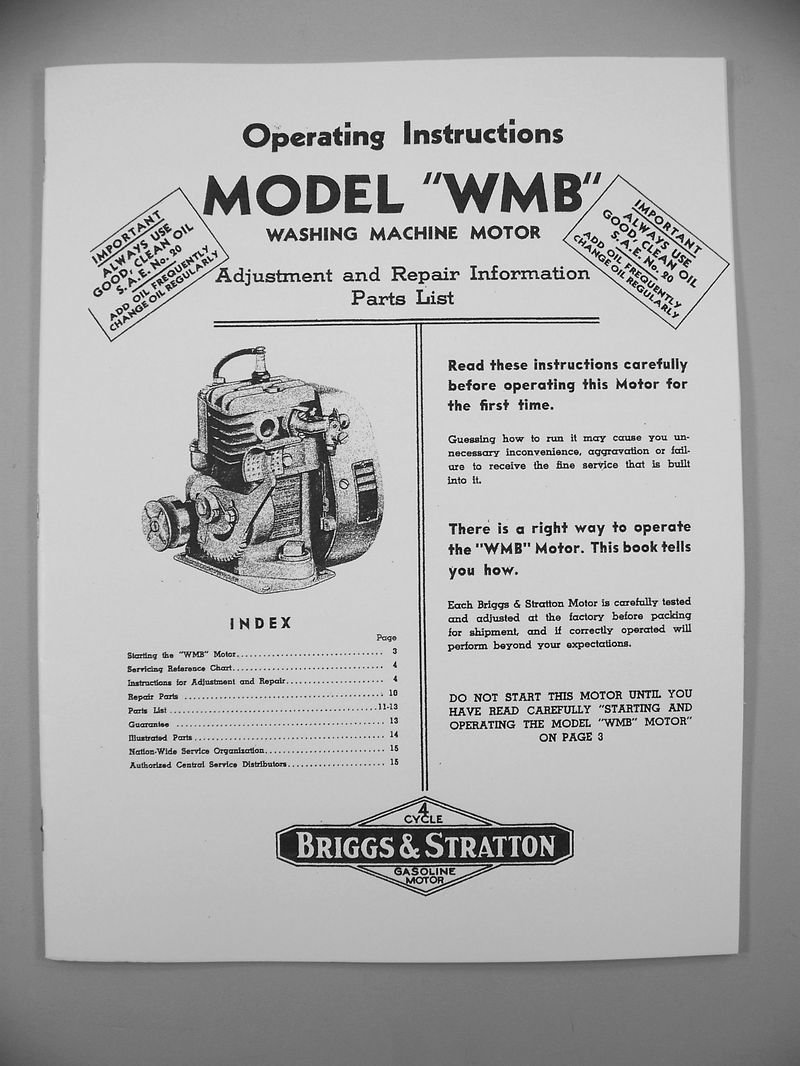 Operating Instructions
MODEL "WMB"
WASHING MACHINE MOTOR
Adjustment and Repair Information
Parts List
IMPORTANT
ALWAYS USE
GOOD, CLEAN OIL
S.A.E. No. 20
ADD OIL FREQUENTLY
CHANGE OIL REGULARLY
IMPORTANT
ALWAYS USE
GOOD, CLEAN OIL
S.A.E. No. 20
ADD OIL FREQUENTLY
CHANGE OIL REGULARLY
INDEX
Page
Starting the "WMB" Motor................................ 3
Servicing Reference Chart................................. 4
Instructions for Adjustment and Repair..................... 4
Repair Parts ............................................ 10
Parts List ..............................................11-13
Guarantee .............................................. 13
Illustrated Parts ......................................... 14
Nation-Wide Service Organization.......................... 15
Authorized Central Service Distributors..................... 15
Read these instructions carefully
before operating this Motor for
the first time.
Guessing how to run it may cause you un-
necessary inconvenience, aggravation or fail-
ure to receive the fine service that is built
into it.
There is a right way to operate
the "WMB" Motor. This book tells
you how.
Each Briggs & Stratton Motor is carefully tested
and adjusted at the factory before packing
for shipment, and if correctly operated will
perform beyond your expectations.
DO NOT START THIS MOTOR UNTIL YOU
HAVE READ CAREFULLY "STARTING AND
OPERATING THE MODEL "WMB" MOTOR"
ON PAGE 3
4
CYCLE
BRIGGS & STRATTON
GASOLINE
MOTOR